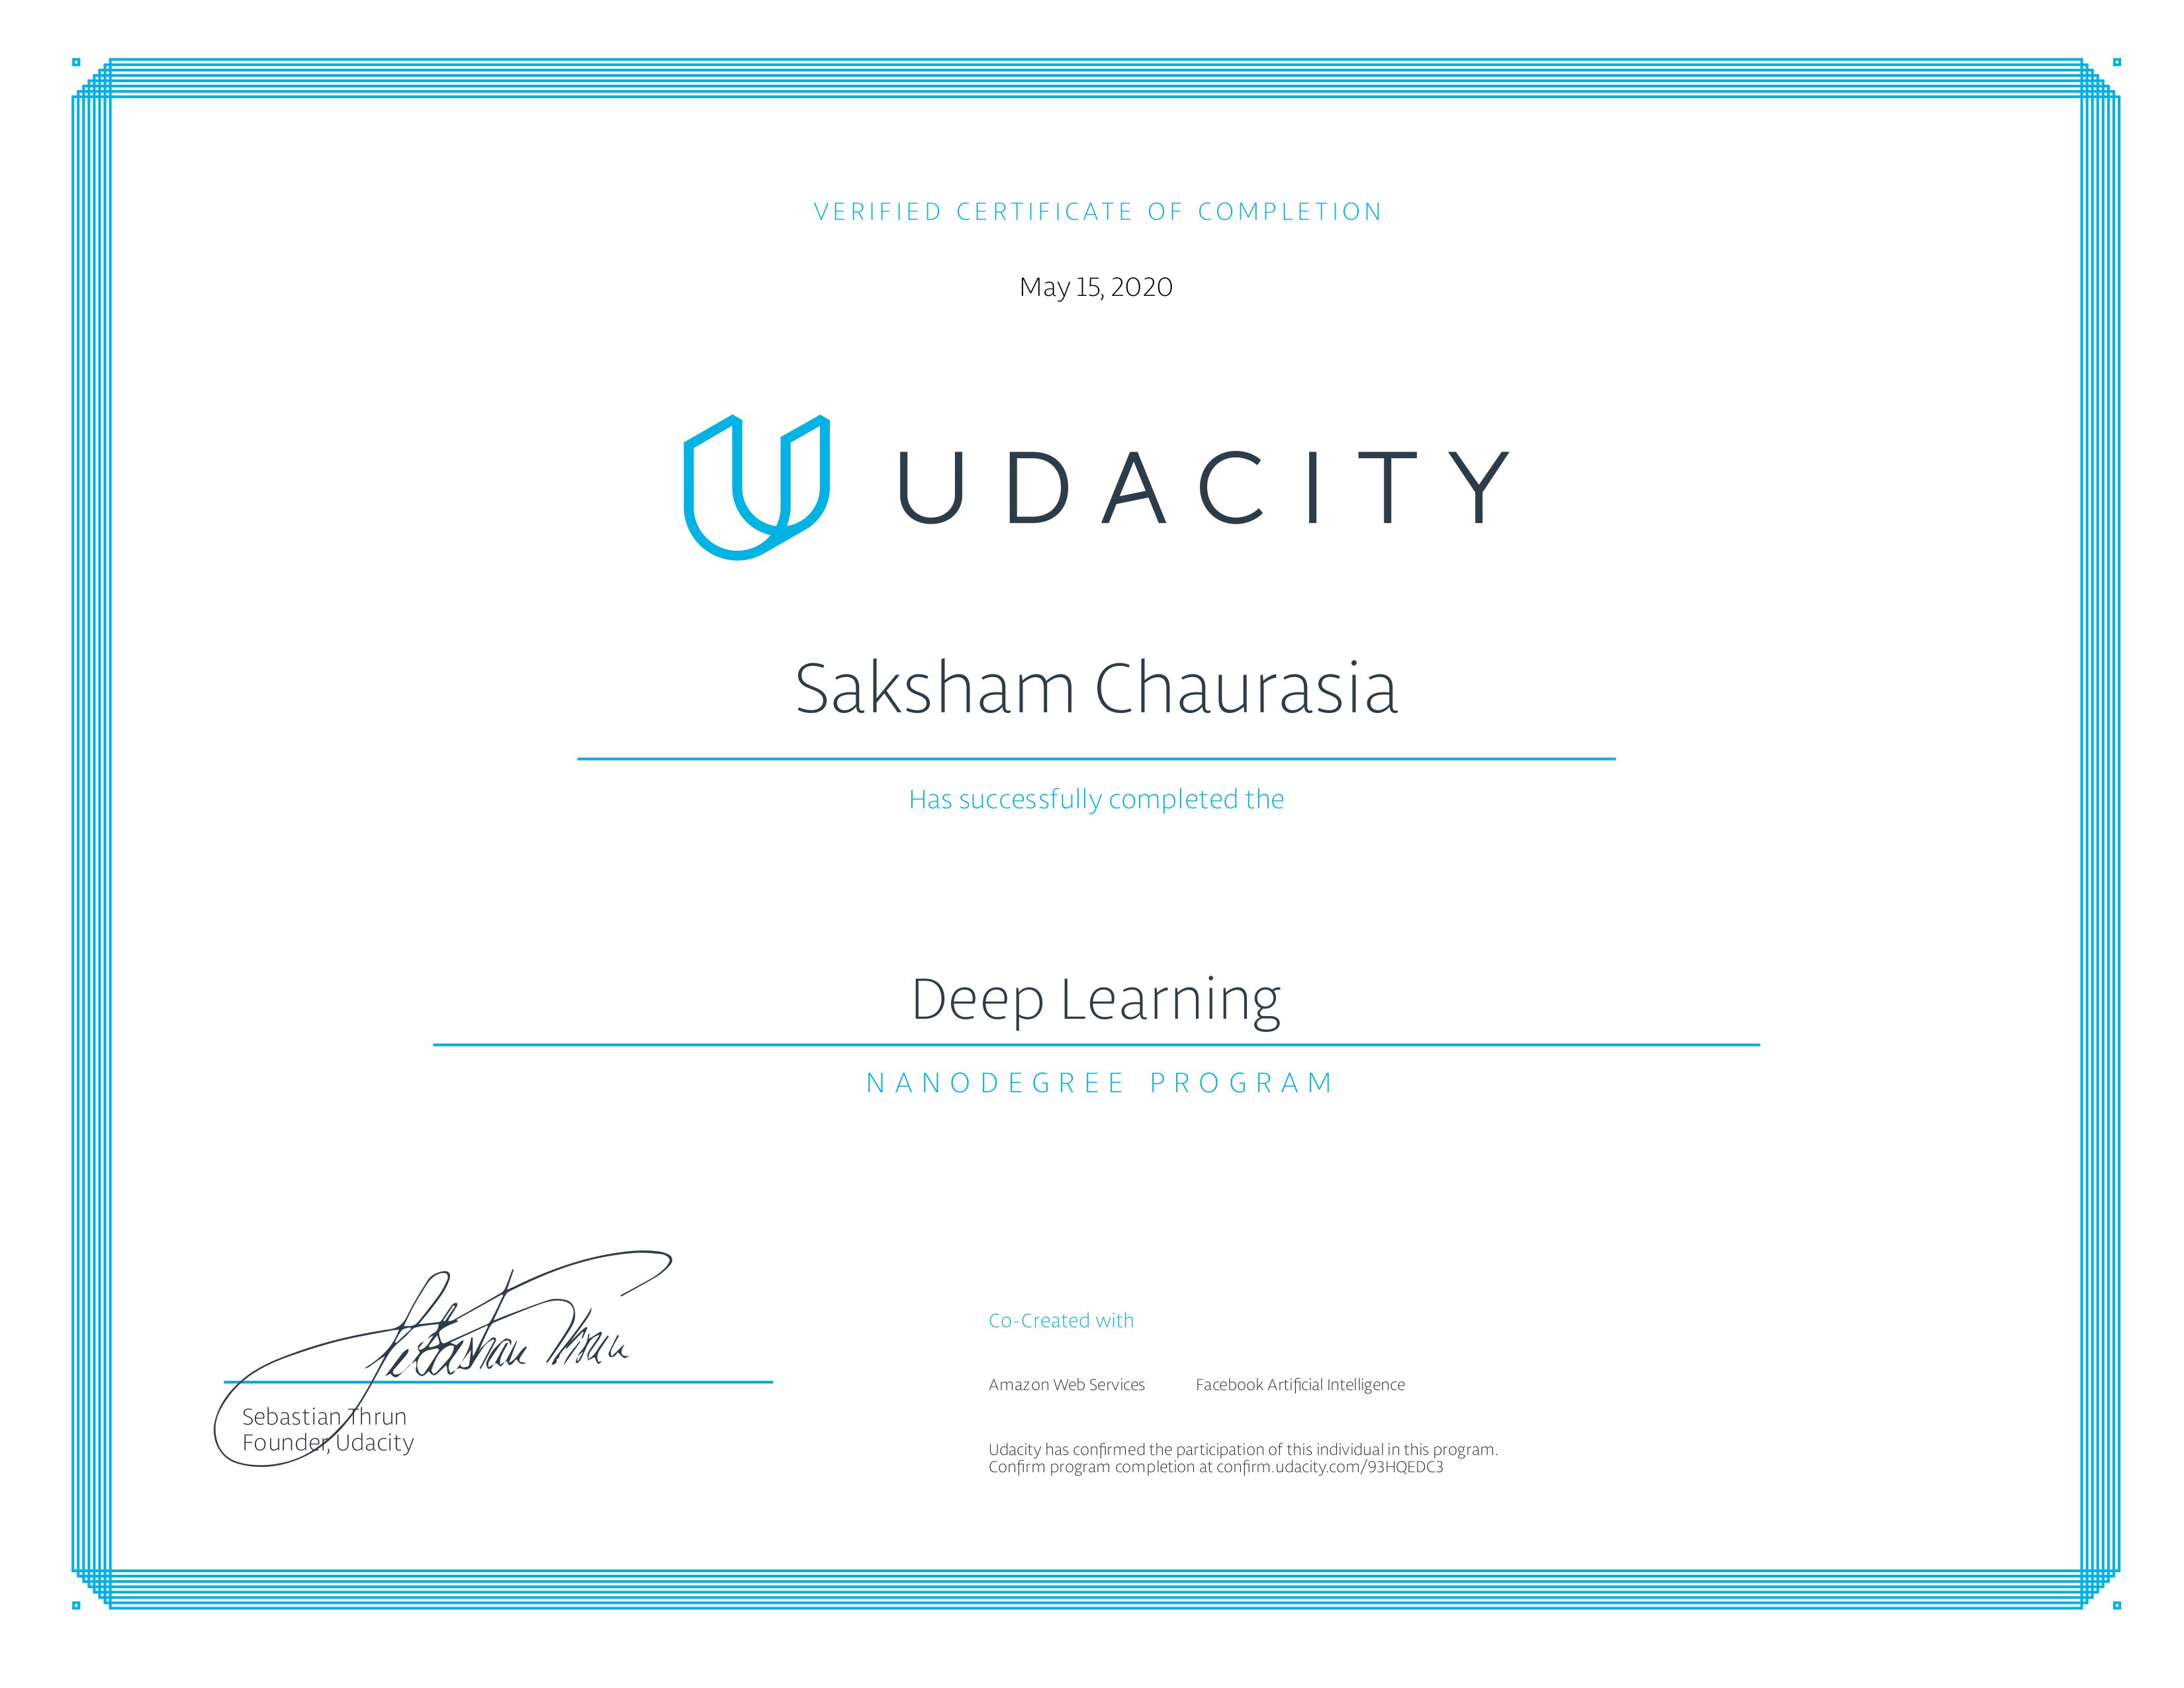 VERIFIED CERTIFICATE OF COMPLETION
May 15, 2020
UDACITY
Saksham Chaurasia
Has successfully completed the
Deep Learning
NANODEGREE PROGRAM
Sebastian Thrun
Sebastian Thrun
Founder, Udacity
Co-Created with
Amazon Web Services Facebook Artificial Intelligence
Udacity has confirmed the participation of this individual in this program.
Confirm program completion at confirm.udacity.com/93HQEDC3